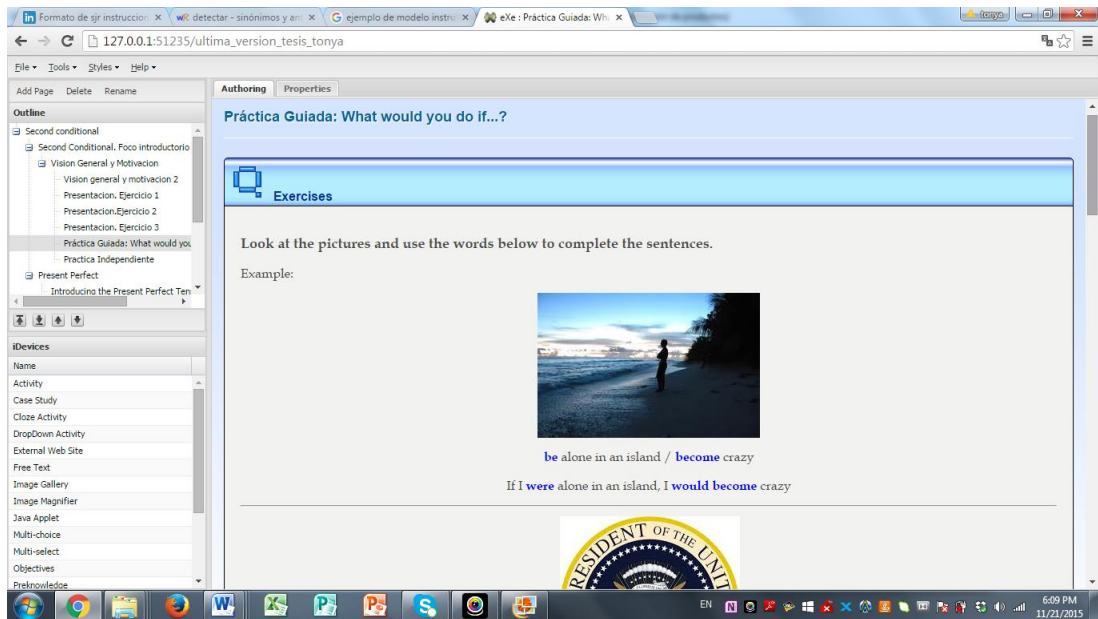 Formato de sjr instruccion
detectar - sinónimos y ant
ejemplo de modelo instru
eXe : Práctica Guiada: Wh
tonya
127.0.0.1:51235/ultima_version_tesis_tonya
File Tools Styles Help
Add Page Delete Rename
Authoring Properties
Outline
Second conditional
Second Conditional. Foco introductorio
Vision General y Motivacion
Vision general y motivacion 2
Presentacion. Ejercicio 1
Presentacion.Ejercicio 2
Presentacion. Ejercicio 3
Práctica Guiada: What would you
Practica Independiente
Present Perfect
Introducing the Present Perfect Ten
iDevices
Name
Activity
Case Study
Cloze Activity
DropDown Activity
External Web Site
Free Text
Image Gallery
Image Magnifier
Java Applet
Multi-choice
Multi-select
Objectives
Preknowledge
Práctica Guiada: What would you do if...?
Exercises
Look at the pictures and use the words below to complete the sentences.
Example:
be alone in an island / become crazy
If I were alone in an island, I would become crazy
PRESIDENT OF THE UNIT
EN
6:09 PM
11/21/2015